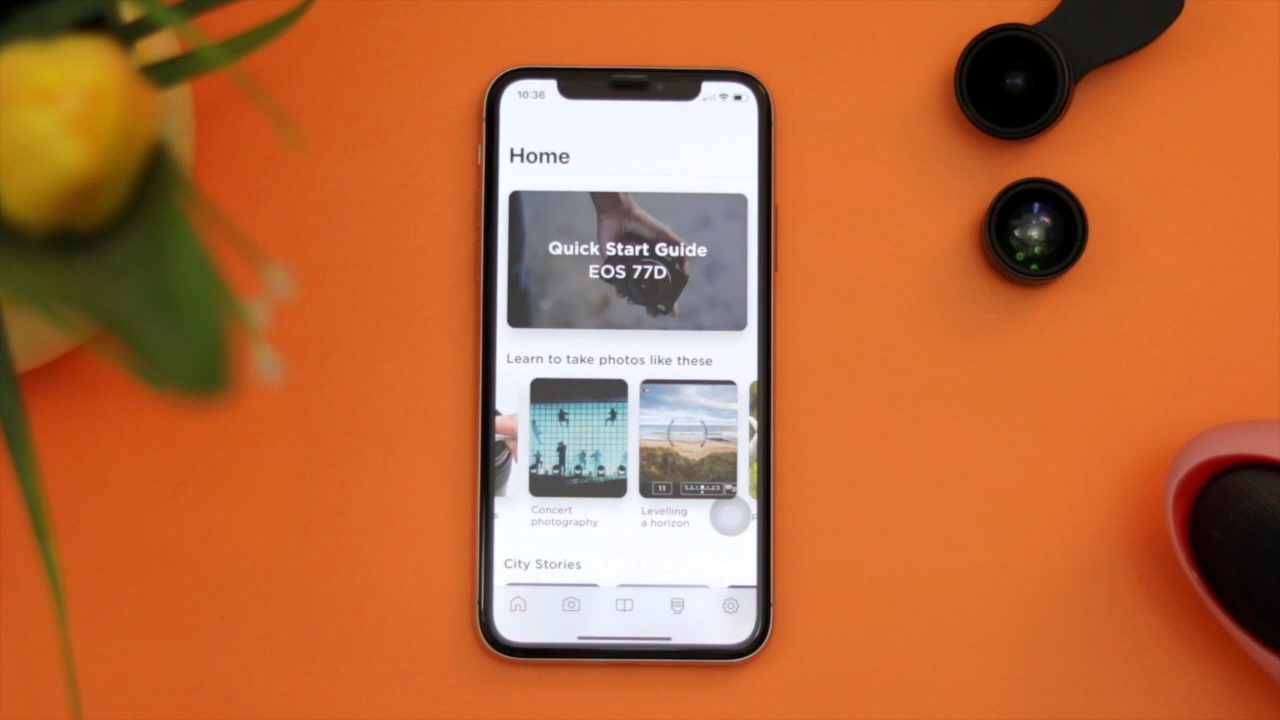 10:36
Home
Quick Start Guide
EOS 77D
Learn to take photos like these
Concert
photography
Levelling
a horizon
City Stories